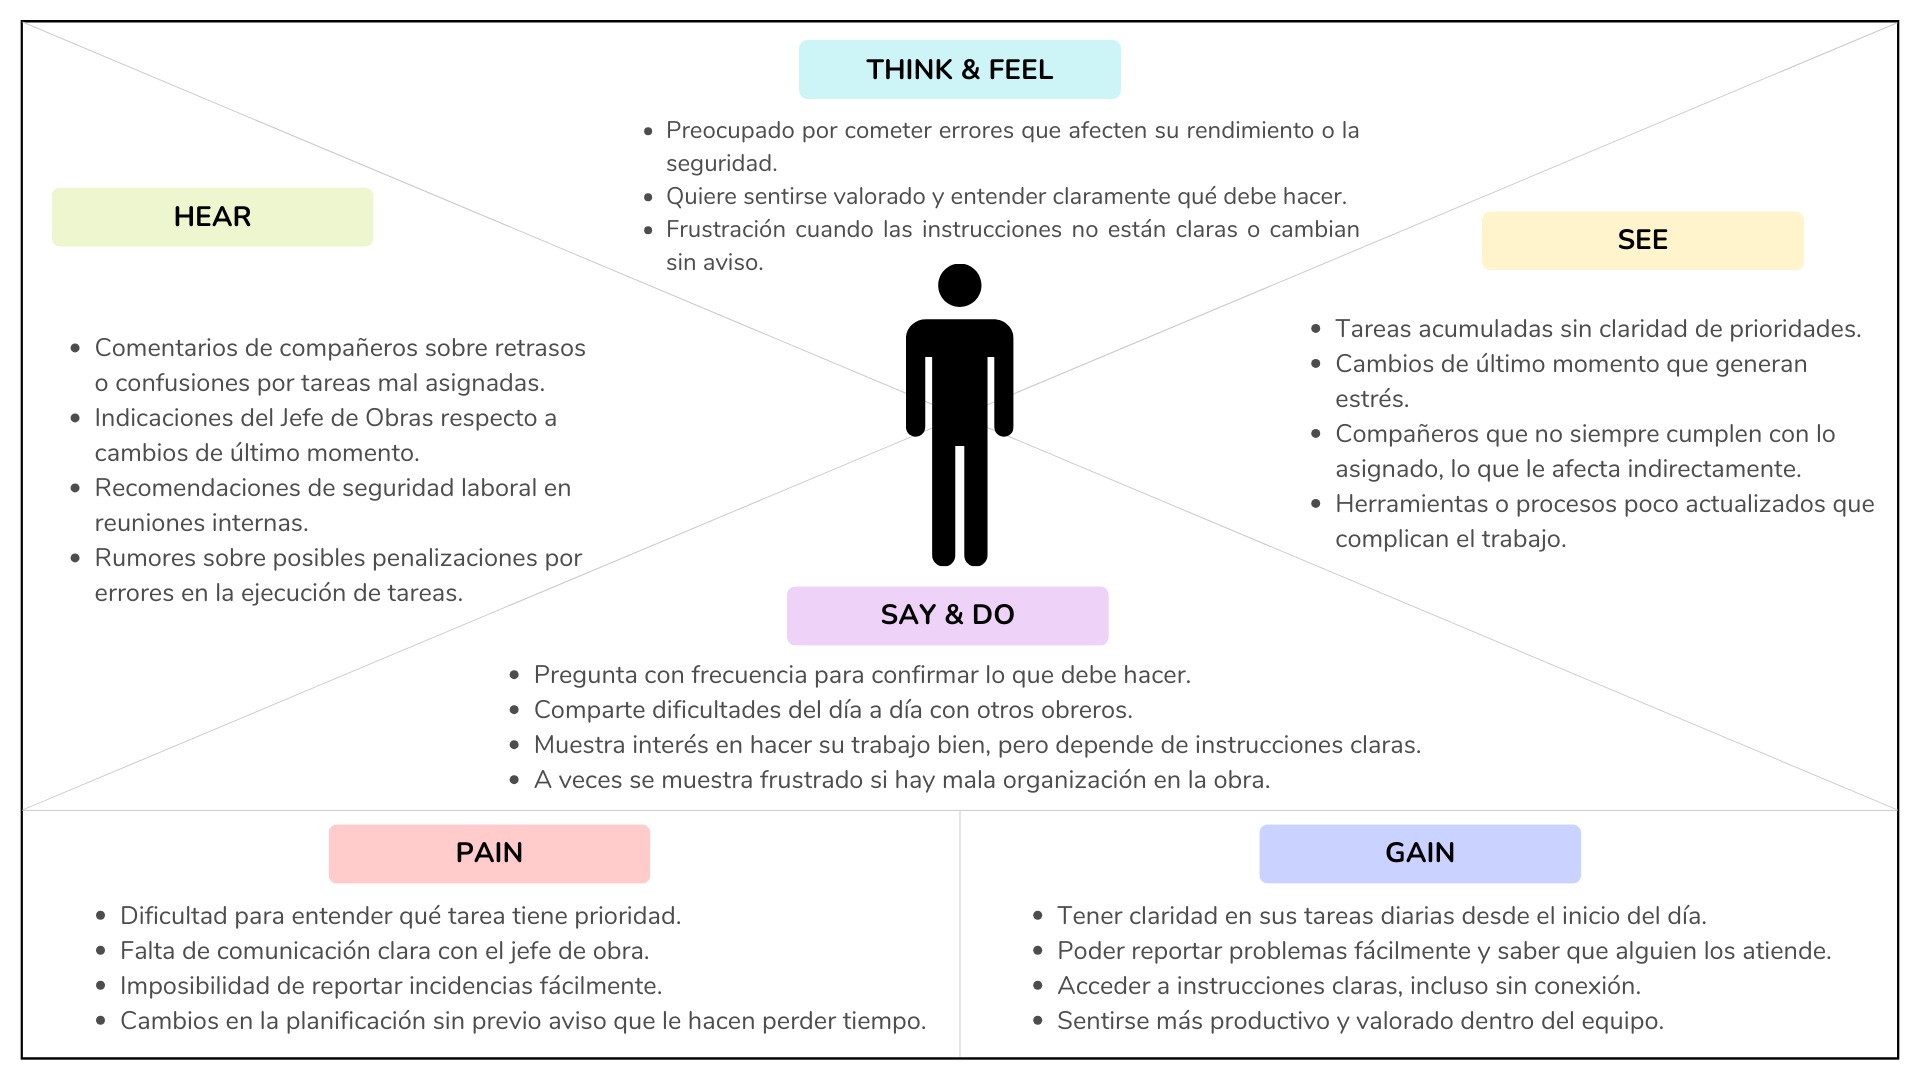 THINK & FEEL
• Preocupado por cometer errores que afecten su rendimiento o la
seguridad.
• Quiere sentirse valorado y entender claramente qué debe hacer.
• Frustración cuando las instrucciones no están claras o cambian
sin aviso.
HEAR
• Comentarios de compañeros sobre retrasos
o confusiones por tareas mal asignadas.
• Indicaciones del Jefe de Obras respecto a
cambios de último momento.
• Recomendaciones de seguridad laboral en
reuniones internas.
• Rumores sobre posibles penalizaciones por
errores en la ejecución de tareas.
SEE
• Tareas acumuladas sin claridad de prioridades.
• Cambios de último momento que generan
estrés.
• Compañeros que no siempre cumplen con lo
asignado, lo que le afecta indirectamente.
• Herramientas o procesos poco actualizados que
complican el trabajo.
SAY & DO
• Pregunta con frecuencia para confirmar lo que debe hacer.
• Comparte dificultades del día a día con otros obreros.
• Muestra interés en hacer su trabajo bien, pero depende de instrucciones claras.
• A veces se muestra frustrado si hay mala organización en la obra.
PAIN
• Dificultad para entender qué tarea tiene prioridad.
• Falta de comunicación clara con el jefe de obra.
• Imposibilidad de reportar incidencias fácilmente.
• Cambios en la planificación sin previo aviso que le hacen perder tiempo.
GAIN
• Tener claridad en sus tareas diarias desde el inicio del día.
• Poder reportar problemas fácilmente y saber que alguien los atiende.
• Acceder a instrucciones claras, incluso sin conexión.
• Sentirse más productivo y valorado dentro del equipo.